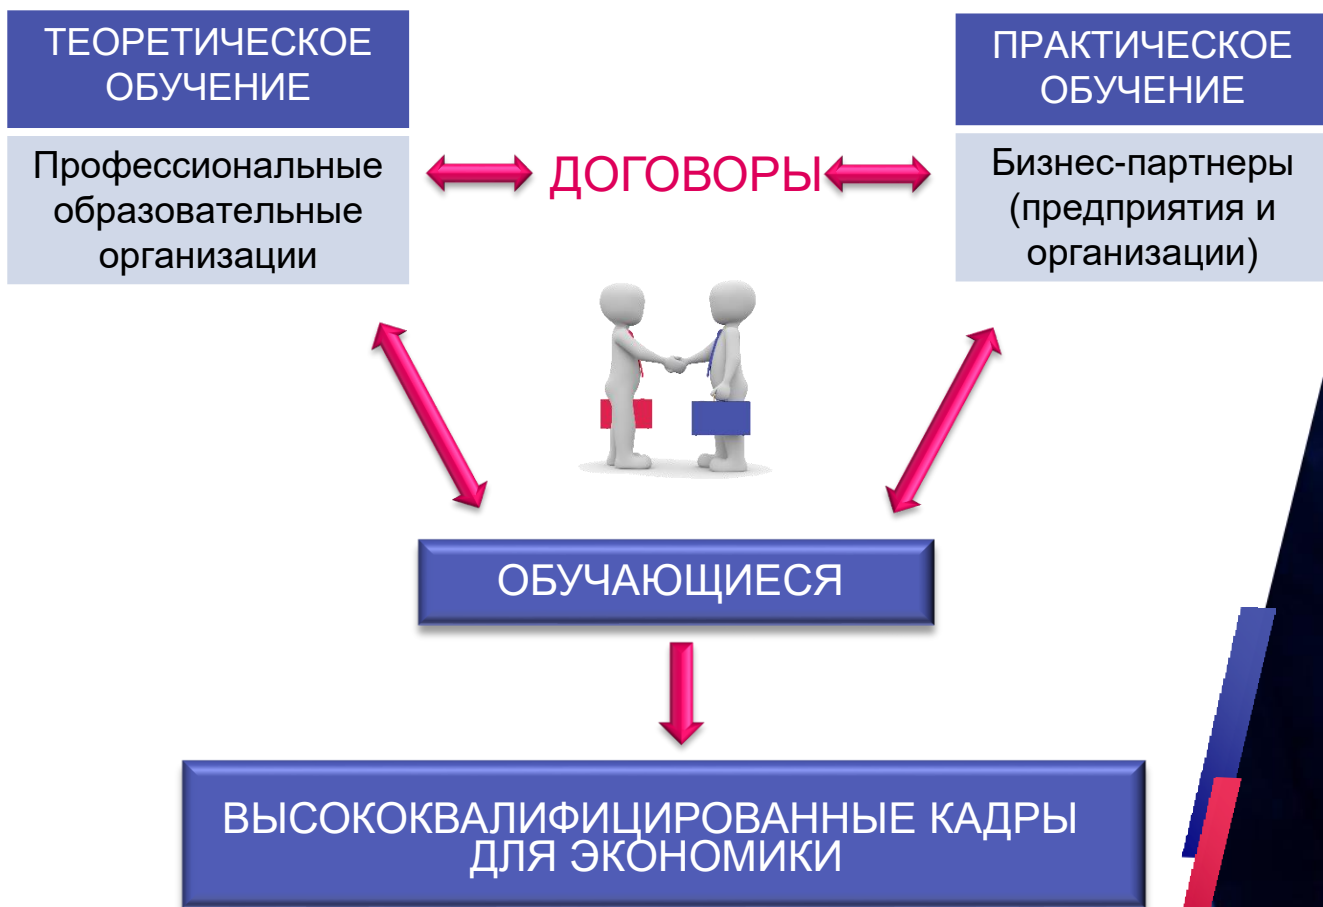 ТЕОРЕТИЧЕСКОЕ
ОБУЧЕНИЕ
Профессиональные
образовательные
организации
ДОГОВОРЫ
ПРАКТИЧЕСКОЕ
ОБУЧЕНИЕ
Бизнес-партнеры
(предприятия и
организации)
ОБУЧАЮЩИЕСЯ
ВЫСОКОКВАЛИФИЦИРОВАННЫЕ КАДРЫ
ДЛЯ ЭКОНОМИКИ